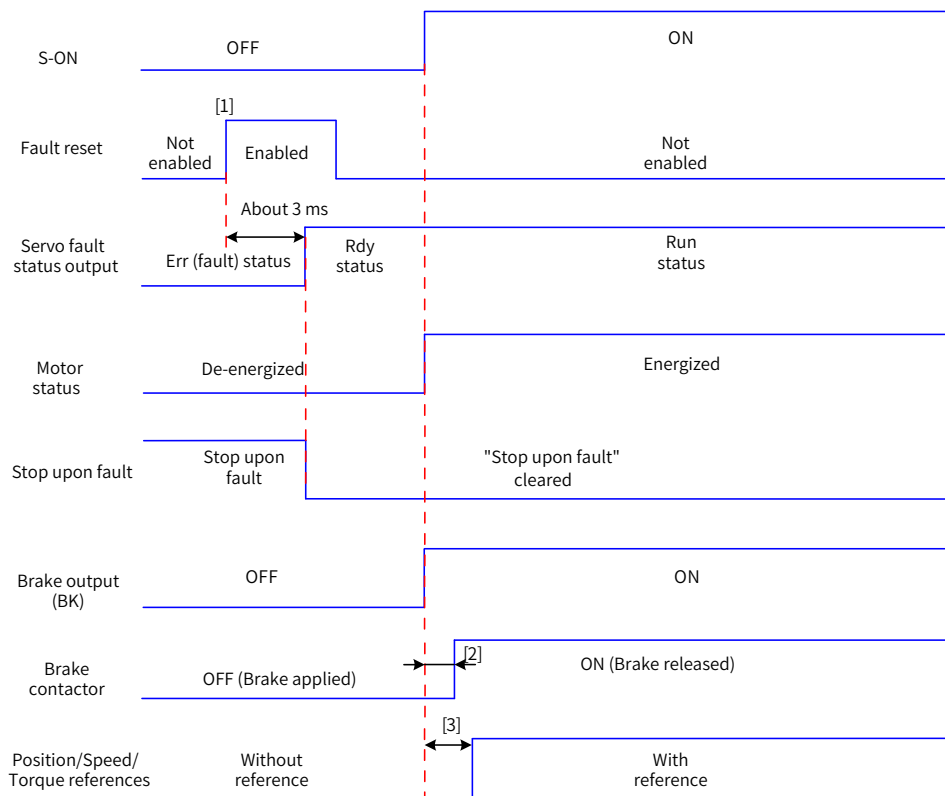 S-ON
OFF
ON
[1]
Fault reset
Not
enabled
Enabled
Not
enabled
About 3 ms
Servo fault
status output
Err (fault) status
Rdy
status
Run
status
Motor
status
De-energized
Energized
Stop upon fault
Stop upon
fault
"Stop upon fault"
cleared
Brake output
(BK)
OFF
ON
Brake
contactor
OFF (Brake applied)
[2]
ON (Brake released)
[3]
Position/Speed/
Torque references
Without
reference
With
reference